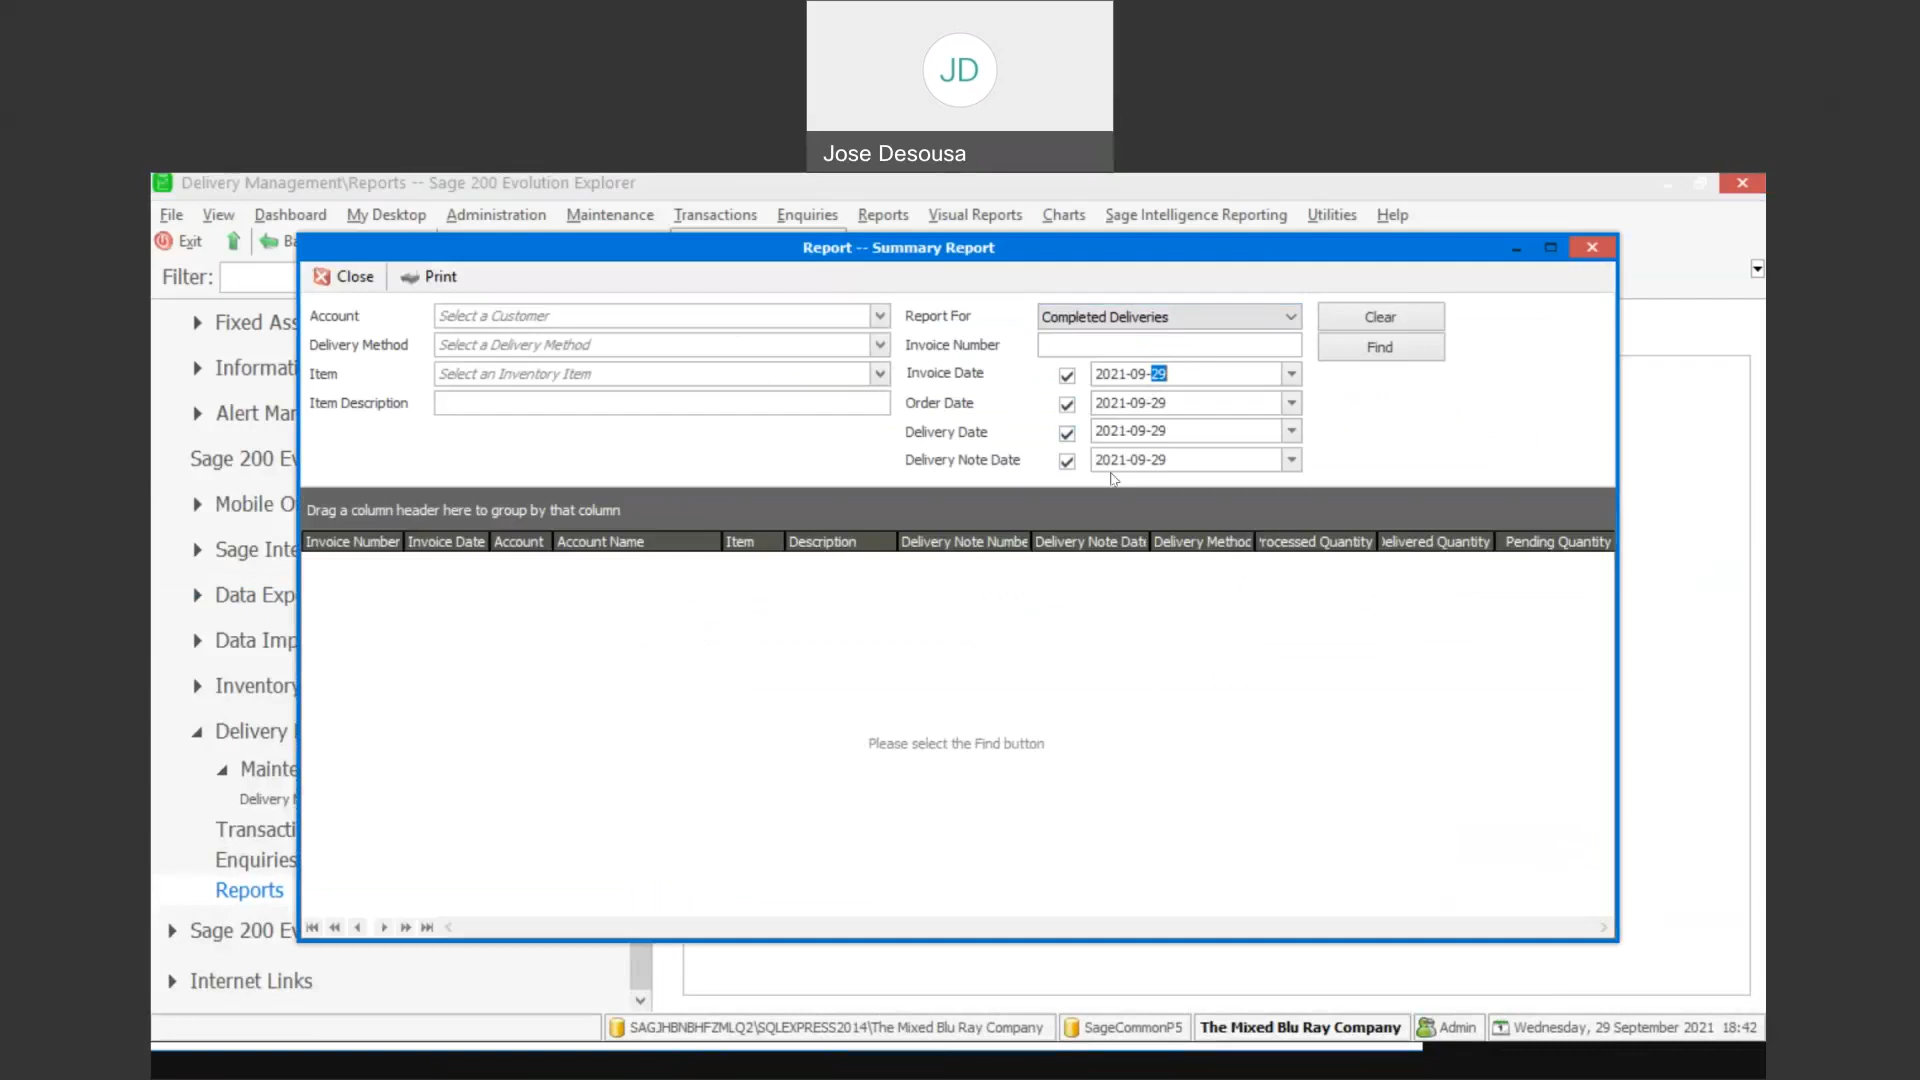 JD
Jose Desousa
Delivery Management\Reports -- Sage 200 Evolution Explorer
File View Dashboard My Desktop Administration Maintenance Transactions Enquiries Reports Visual Reports Charts Sage Intelligence Reporting Utilities Help
Exit Ba
Filter:
Report -- Summary Report
Close Print
Account Select a Customer Report For Completed Deliveries Clear
Delivery Method Select a Delivery Method Invoice Number Find
Item Select an Inventory Item Invoice Date 2021-09-29
Item Description Order Date 2021-09-29
Delivery Date 2021-09-29
Delivery Note Date 2021-09-29
Drag a column header here to group by that column
Invoice Number Invoice Date Account Account Name Item Description Delivery Note Numbe Delivery Note Dat Delivery Method rocessed Quantity elivered Quantity Pending Quantity
Please select the Find button
Fixed Ass
Informati
Alert Mar
Sage 200 Ev
Mobile O
Sage Inte
Data Exp
Data Imp
Inventory
Delivery
Mainte
Delivery
Transacti
Enquiries
Reports
Sage 200 Ev
Internet Links
SAGJHBNBHFZMLQ2\SQLEXPRESS2014\The Mixed Blu Ray Company SageCommonP5 The Mixed Blu Ray Company Admin Wednesday, 29 September 2021 18:42